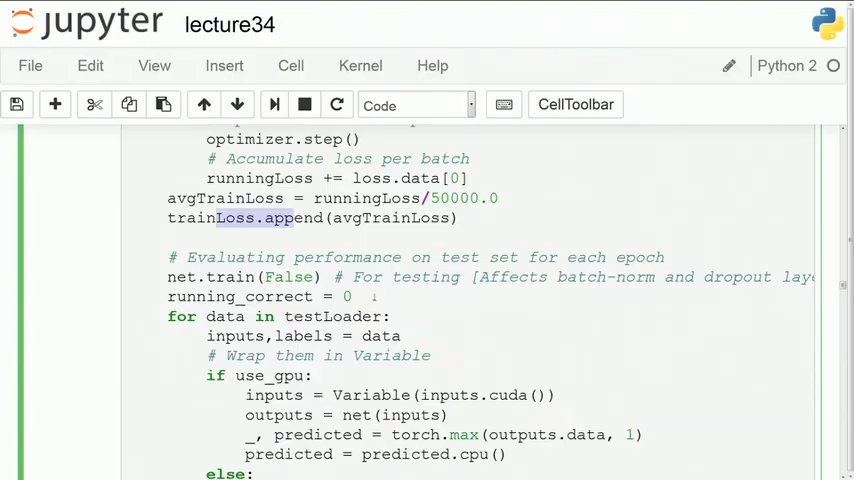 jupyter lecture34
File Edit View Insert Cell Kernel Help Python 2
Code CellToolbar
optimizer.step()
# Accumulate loss per batch
runningLoss += loss.data[0]
avgTrainLoss = runningLoss/50000.0
trainLoss.append(avgTrainLoss)
# Evaluating performance on test set for each epoch
net.train(False) # For testing [Affects batch-norm and dropout laye
running_correct = 0
for data in testLoader:
inputs,labels = data
# Wrap them in Variable
if use_gpu:
inputs = Variable(inputs.cuda())
outputs = net(inputs)
_, predicted = torch.max(outputs.data, 1)
predicted = predicted.cpu()
else: